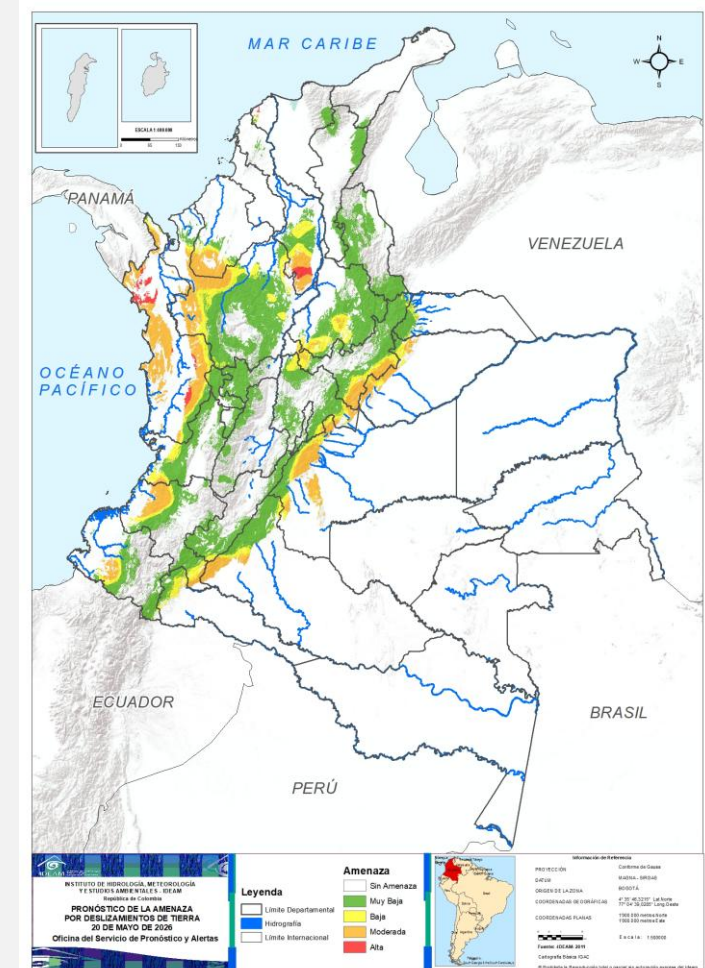 MAR CARIBE
N
W
E
S
PANAMÁ
VENEZUELA
OCÉANO
PACÍFICO
ECUADOR
BRASIL
PERÚ
IDEAM
INSTITUTO DE HIDROLOGÍA, METEOROLOGÍA
Y ESTUDIOS AMBIENTALES - IDEAM
República de Colombia
PRONÓSTICO DE LA AMENAZA
POR DESLIZAMIENTOS DE TIERRA
20 DE MAYO DE 2026
Oficina del Servicio de Pronóstico y Alertas
Leyenda
Límite Departamental
Hidrografía
Límite Internacional
Amenaza
Sin Amenaza
Muy Baja
Baja
Moderada
Alta
Información de Referencia
PROYECCIÓN
Conforme de Gauss
DATUM
MAGNA - SIRGAS
ORIGEN DE LA ZONA
BOGOTÁ
COORDENADAS GEOGRÁFICAS
COORDENADAS PLANAS
Fuente: IDEAM 2011
Cartografía Básica IGAC